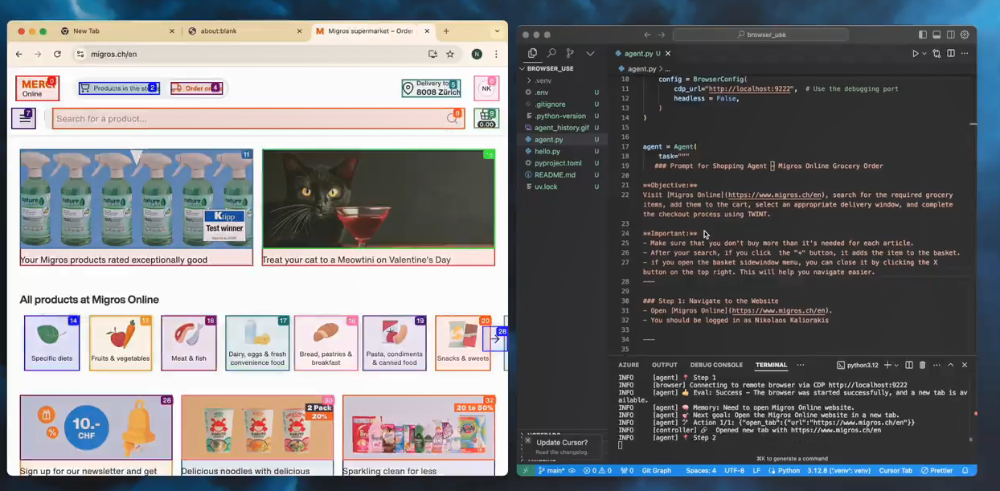 New Tab
about:blank
Migros supermarket – Order
migros.ch/en
N
Online
0
Products in the st
2
Order on
4
Delivery to
8008 Zürich
5
NK
6
7
Search for a product...
8
0.00
9
nature
Ktipp
Test winner
11
Your Migros products rated exceptionally good
Treat your cat to a Meowtini on Valentine's Day
All products at Migros Online
14
Specific diets
Fruits & vegetables
16
Meat & fish
17
Dairy, eggs & fresh
convenience food
Bread, pastries &
breakfast
19
Pasta, condiments
& canned food
20
Snacks & sweets
28
28
10.-
CHF
Sign up for our newsletter and get
30
2 Pack
20%
Delicious noodles with delicious
32
20 to 50%
Sparkling clean for less
browser_use
BROWSER_USE
.venv
.env U
.gitignore U
.python-version U
agent_history.gif U
agent.py U
hello.py U
pyproject.toml U
README.md U
uv.lock U
agent.py U
agent.py > ...
10 config = BrowserConfig(
11 cdp_url="http://localhost:9222", # Use the debugging port
12 headless = False,
13 )
14 )
15
16
17 agent = Agent(
18 task="""
19 ### Prompt for Shopping Agent – Migros Online Grocery Order
20
21 **Objective:**
22 Visit [Migros Online](https://www.migros.ch/en), search for the required grocery
items, add them to the cart, select an appropriate delivery window, and complete
the checkout process using TWINT.
23
24 **Important:**
25 - Make sure that you don't buy more than it's needed for each article.
26 - After your search, if you click the "+" button, it adds the item to the basket.
27 - if you open the basket sidewindow menu, you can close it by clicking the X
button on the top right. This will help you navigate easier.
28 ---
29
30 ### Step 1: Navigate to the Website
31 - Open [Migros Online](https://www.migros.ch/en).
32 - You should be logged in as Nikolaos Kaliorakis
33
34 ---
35
AZURE OUTPUT DEBUG CONSOLE TERMINAL ... python3.12
INFO [agent] 📍 Step 1
INFO [browser] Connecting to remote browser via CDP http://localhost:9222
INFO [agent] 👍 Eval: Success – The browser was started successfully, and a new tab is av
ailable.
INFO [agent] 🧠 Memory: Need to open Migros Online website.
INFO [agent] 🎯 Next goal: Open the Migros Online website in a new tab.
INFO [agent] 🛠️ Action 1/1: {"open_tab":{"url":"https://www.migros.ch/en"}}
INFO [controller] 🔗 Opened new tab with https://www.migros.ch/en
INFO [agent] 📍 Step 2
⌘K to generate a command
Update Cursor?
Read the changelog.
main* 0 0 0 Git Graph Spaces: 4 UTF-8 LF Python 3.12.8 ('.venv': venv) Cursor Tab Prettier